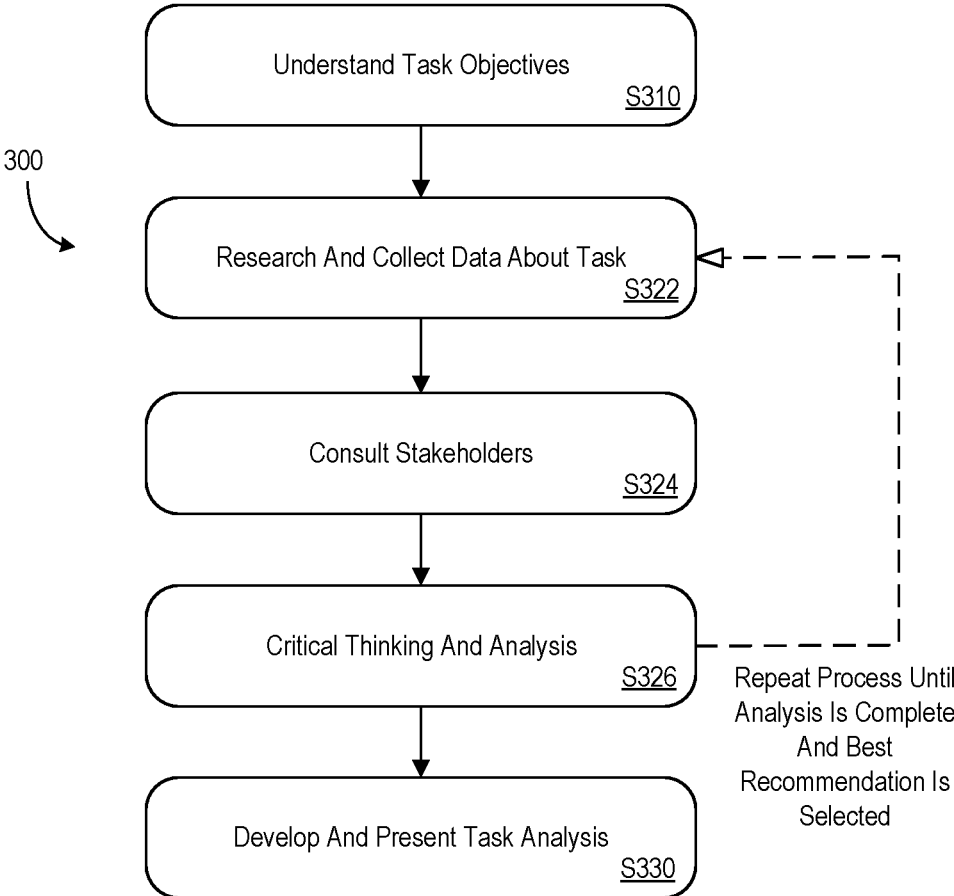 Understand Task Objectives
S310
300
Research And Collect Data About Task
S322
Consult Stakeholders
S324
Critical Thinking And Analysis
S326
Repeat Process Until
Analysis Is Complete
And Best
Recommendation Is
Selected
Develop And Present Task Analysis
S330